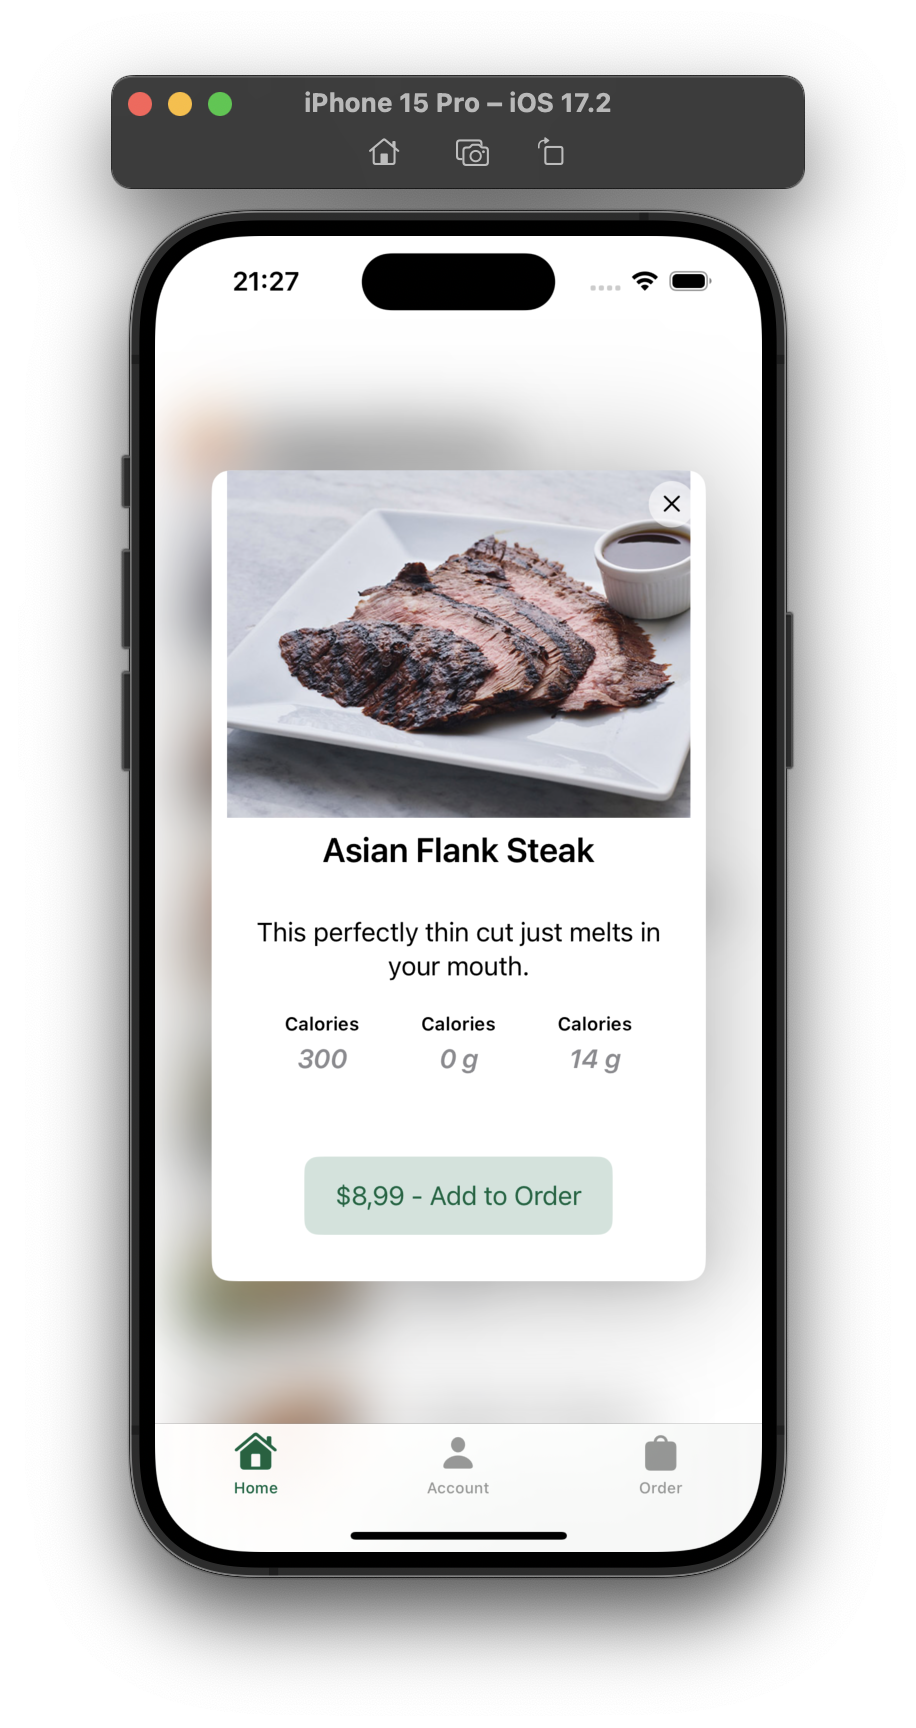 iPhone 15 Pro – iOS 17.2
21:27
Asian Flank Steak
This perfectly thin cut just melts in
your mouth.
Calories Calories Calories
300 0 g 14 g
$8,99 - Add to Order
Home Account Order